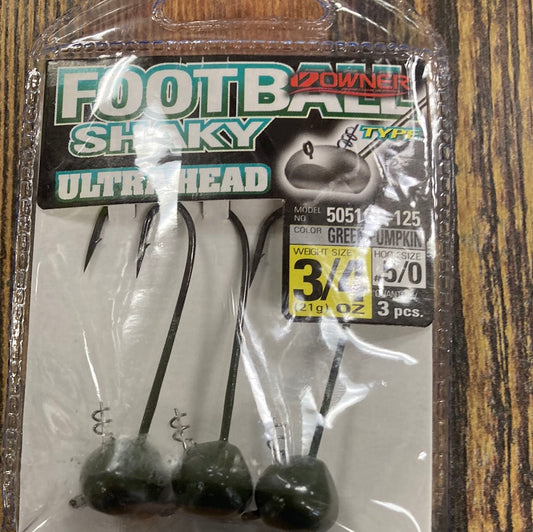 FOOTBALL
OWNER
SHAKY
TYPE
ULTRAHEAD
MODEL NO. 125
COLOR GREEN PUMPKIN
WEIGHT SIZE HOOK SIZE
3/4 5/0
(21g) OZ QUANTITY
3 pcs.